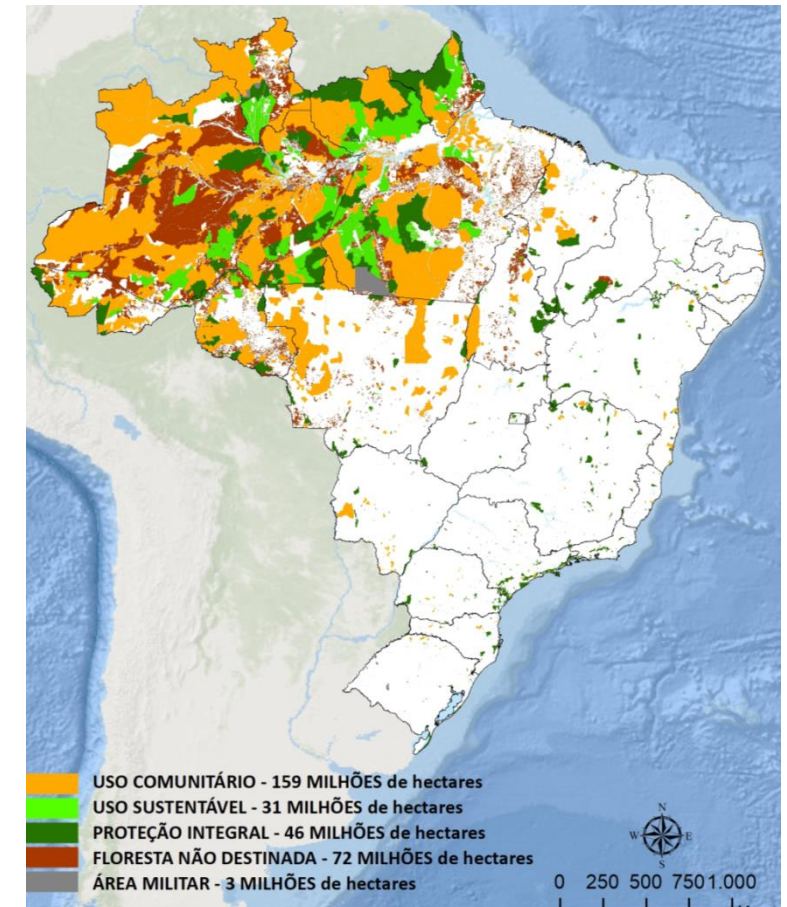 USO COMUNITÁRIO - 159 MILHÕES de hectares
USO SUSTENTÁVEL - 31 MILHÕES de hectares
PROTEÇÃO INTEGRAL - 46 MILHÕES de hectares
FLORESTA NÃO DESTINADA - 72 MILHÕES de hectares
ÁREA MILITAR - 3 MILHÕES de hectares
N
W E
S
0 250 500 750 1.000